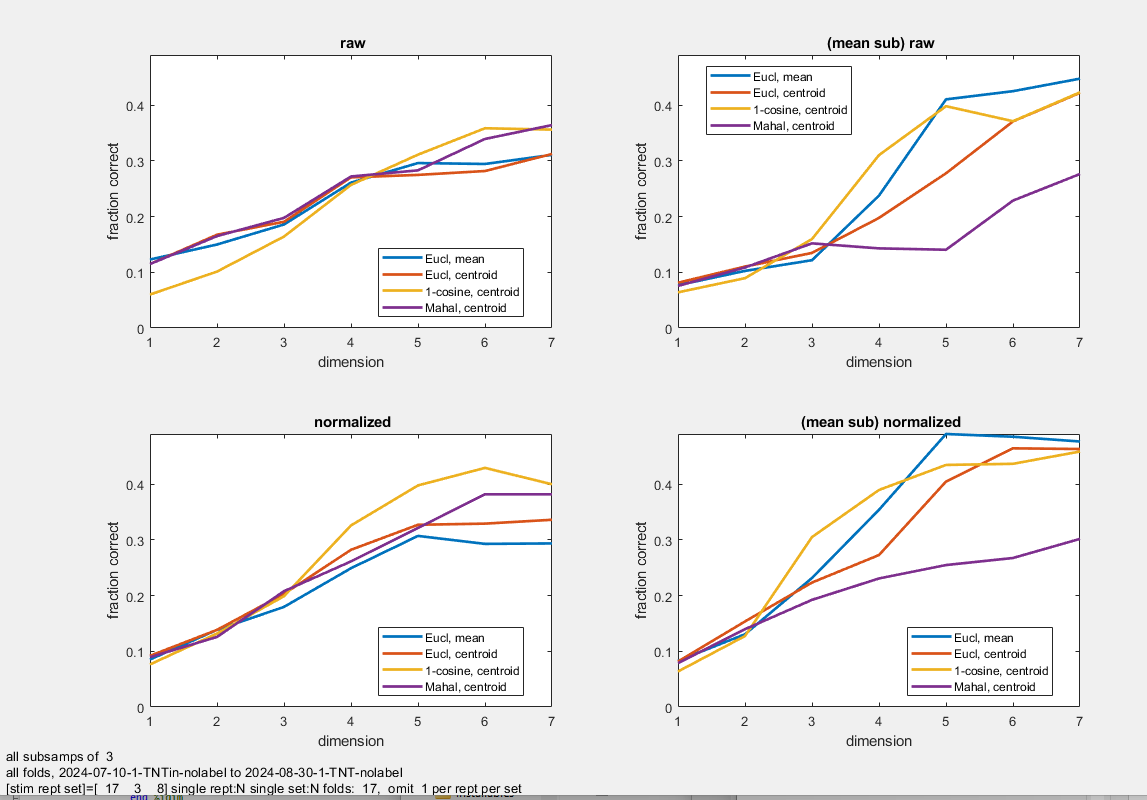 raw
fraction correct
0.4
0.3
0.2
0.1
0
1 2 3 4 5 6 7
dimension
Eucl, mean
Eucl, centroid
1-cosine, centroid
Mahal, centroid
(mean sub) raw
fraction correct
0.4
0.3
0.2
0.1
0
1 2 3 4 5 6 7
dimension
Eucl, mean
Eucl, centroid
1-cosine, centroid
Mahal, centroid
normalized
fraction correct
0.4
0.3
0.2
0.1
0
1 2 3 4 5 6 7
dimension
Eucl, mean
Eucl, centroid
1-cosine, centroid
Mahal, centroid
(mean sub) normalized
fraction correct
0.4
0.3
0.2
0.1
0
1 2 3 4 5 6 7
dimension
Eucl, mean
Eucl, centroid
1-cosine, centroid
Mahal, centroid
all subsamps of 3
all folds, 2024-07-10-1-TNTin-nolabel to 2024-08-30-1-TNT-nolabel
[stim rept set]=[ 17 3 8] single rept:N single set:N folds: 17, omit 1 per rept per set